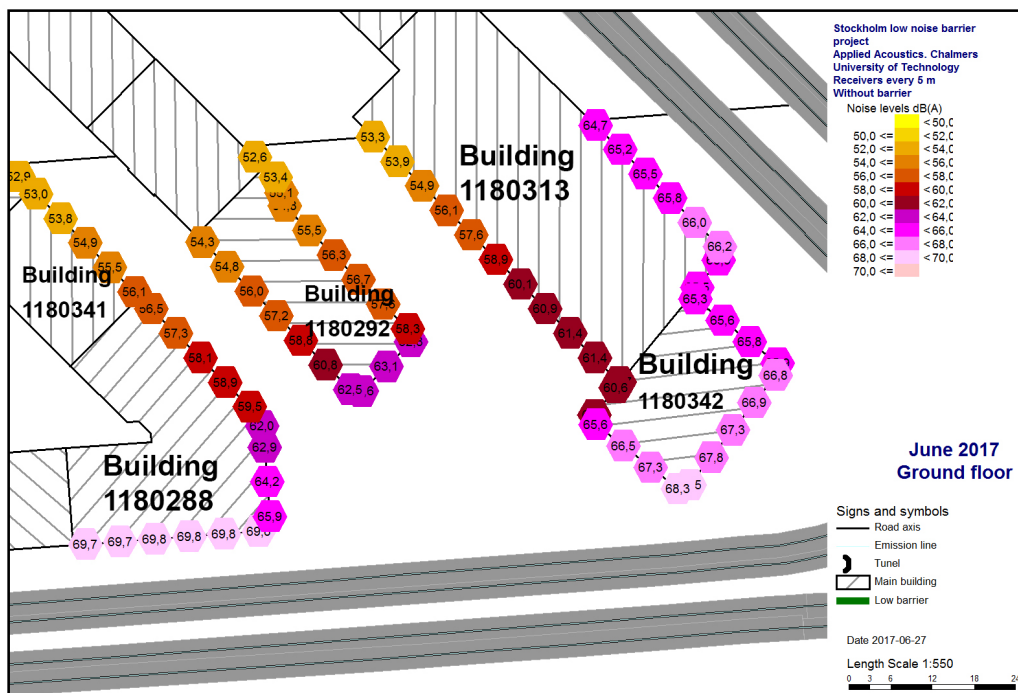 Stockholm low noise barrier
project
Applied Acoustics. Chalmers
University of Technology
Receivers every 5 m
Without barrier
Noise levels dB(A)
< 50,0
50,0 <= < 52,0
52,0 <= < 54,0
54,0 <= < 56,0
56,0 <= < 58,0
58,0 <= < 60,0
60,0 <= < 62,0
62,0 <= < 64,0
64,0 <= < 66,0
66,0 <= < 68,0
68,0 <= < 70,0
70,0 <=
52,9
53,0
53,8
54,9
55,5
56,1
56,5
57,3
58,1
58,9
59,5
62,0
62,9
64,2
65,9
69,7
69,7
69,8
69,8
69,8
Building
1180341
Building
1180288
52,6
53,4
55,5
56,3
56,7
58,3
63,1
62,5
60,8
57,2
56,0
54,8
54,3
Building
1180292
53,3
53,9
54,9
56,1
57,6
58,9
60,1
60,9
61,4
61,4
60,6
Building
1180313
64,7
65,2
65,5
65,8
66,0
66,2
65,3
65,6
65,8
66,8
66,9
67,3
67,8
68,3
67,3
66,5
65,6
Building
1180342
June 2017
Ground floor
Signs and symbols
Road axis
Emission line
Tunel
Main building
Low barrier
Date 2017-06-27
Length Scale 1:550
0 3 6 12 18 24